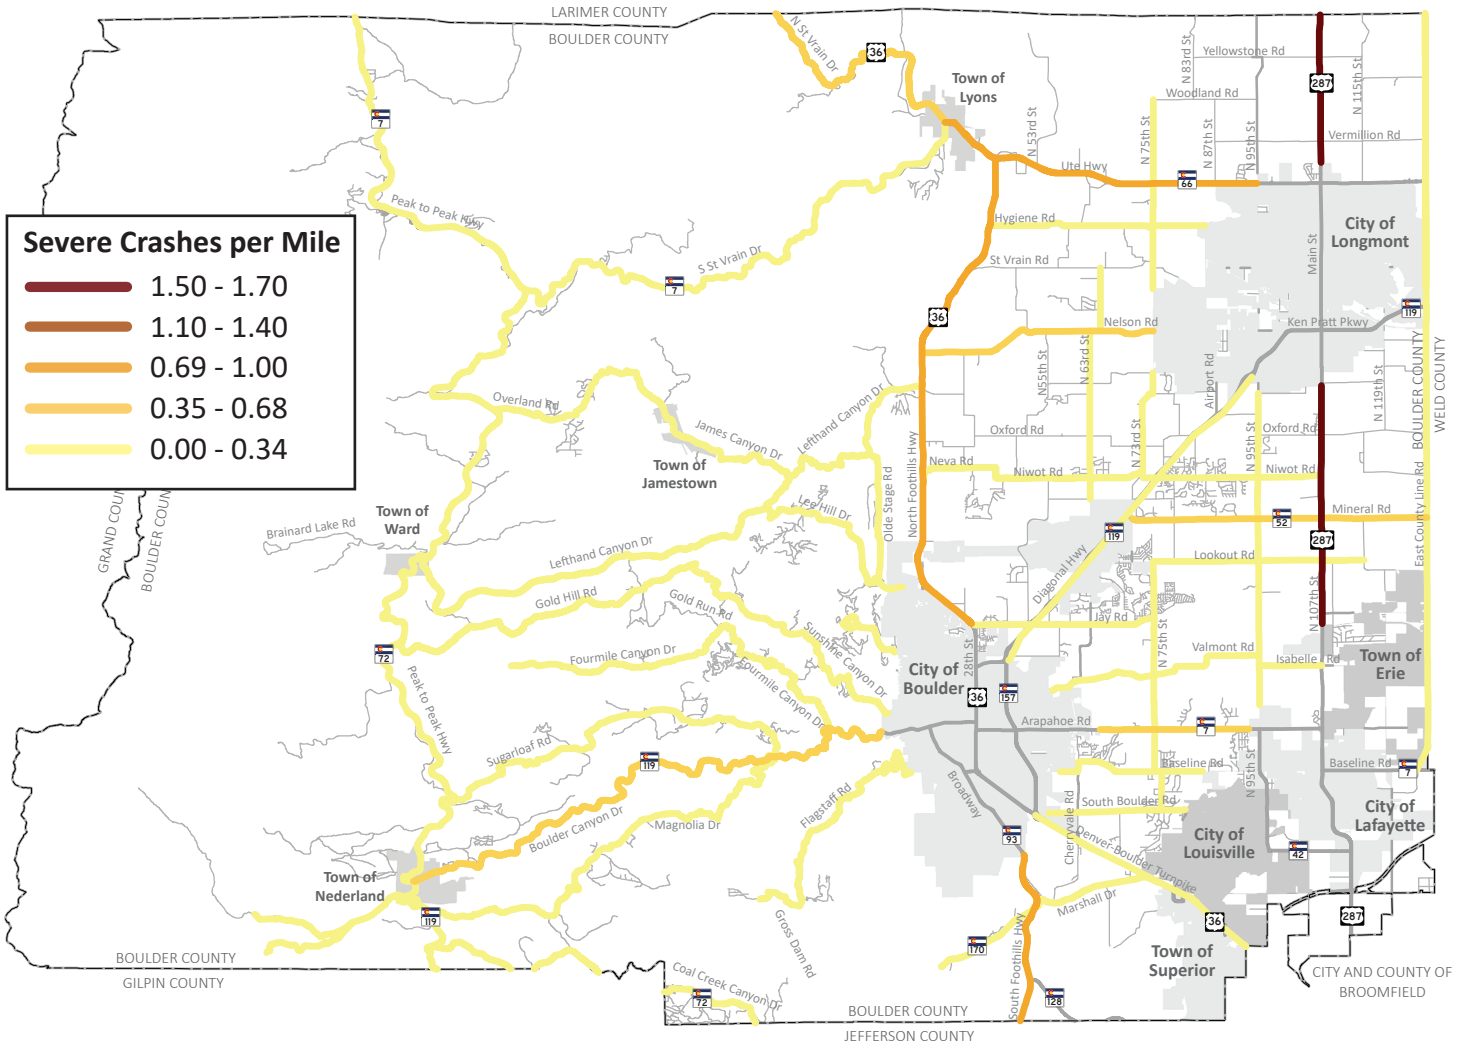 LARIMER COUNTY
BOULDER COUNTY
N St Vrain Dr
36
Town of
Lyons
N 53rd St
N 83rd St
Yellowstone Rd
287
N 115th St
Woodland Rd
N 75th St
N 87th St
N 95th St
Vermillion Rd
7
Ute Hwy
66
Peak to Peak Hwy
Hygiene Rd
City of
Longmont
Main St
S St Vrain Dr
7
St Vrain Rd
Severe Crashes per Mile
1.50 - 1.70
1.10 - 1.40
0.69 - 1.00
0.35 - 0.68
0.00 - 0.34
36
Nelson Rd
Ken Pratt Pkwy
119
N55th St
N 63rd St
Airport Rd
N 119th St
BOULDER COUNTY
WELD COUNTY
Overland Rd
James Canyon Dr
Lefthand Canyon Dr
Oxford Rd
N 73rd St
N 95th St
Oxford Rd
Town of
Jamestown
Neva Rd
Niwot Rd
Niwot Rd
Olde Stage Rd
North Foothills Hwy
East County Line Rd
GRAND COUN
BOULDER COUN
Town of
Ward
Brainard Lake Rd
Lee Hill Dr
52
Mineral Rd
119
287
Lefthand Canyon Dr
Lookout Rd
Diagonal Hwy
Gold Hill Rd
Gold Run Rd
Jay Rd
N 107th St
Sunshine Canyon Dr
N 75th St
Valmont Rd
Isabelle Rd
Town of
Erie
72
Fourmile Canyon Dr
Fourmile Canyon Dr
City of
Boulder
28th St
36
157
Peak to Peak Hwy
Arapahoe Rd
7
Sugarloaf Rd
119
Baseline Rd
N 95th St
Baseline Rd
7
Broadway
Flagstaff Rd
South Boulder Rd
City of
Lafayette
Boulder Canyon Dr
Magnolia Dr
93
Cherryvale Rd
City of
Louisville
42
Denver Boulder Turnpike
Town of
Nederland
119
Marshall Dr
36
287
Gross Dam Rd
170
South Foothills Hwy
Town of
Superior
BOULDER COUNTY
GILPIN COUNTY
Coal Creek Canyon Dr
72
128
CITY AND COUNTY OF
BROOMFIELD
BOULDER COUNTY
JEFFERSON COUNTY